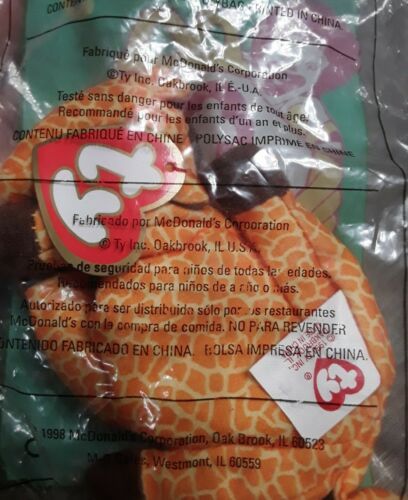 PRINTED IN CHINA.
Fabriqué pour McDonald's Corporation
©Ty Inc. Oakbrook, IL É.-U.A.
Testé sans danger pour les enfants de tout âge.
Recommandé pour les enfants d'un an et plus.
CONTENU FABRIQUÉ EN CHINE POLYSAC IMPRIMÉ EN CHINE
ty
Fabricado por McDonald's Corporation
© Ty Inc. Oakbrook, IL U.S.A.
Pruebas de seguridad para niños de todas las edades.
Recomendados para niños de año o más.
Autorizado para ser distribuido sólo por los restaurantes
McDonald's con la compra de comida. NO PARA REVENDER
CONTENIDO FABRICADO EN CHINA. BOLSA IMPRESA EN CHINA.
ty
© 1998 McDonald's Corporation, Oak Brook, IL 60523
Westmont, IL 60559